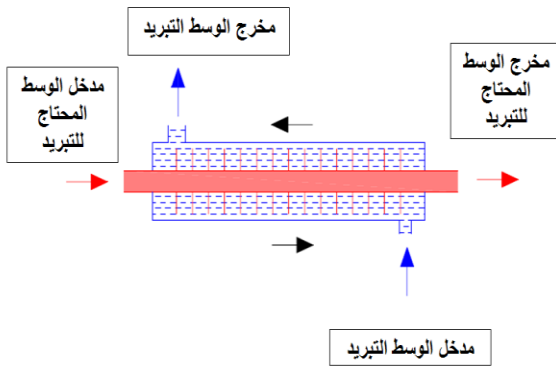 مخرج الوسط التبريد
مخرج الوسط
المحتاج
للتبريد
مدخل الوسط
المحتاج
للتبريد
مدخل الوسط التبريد